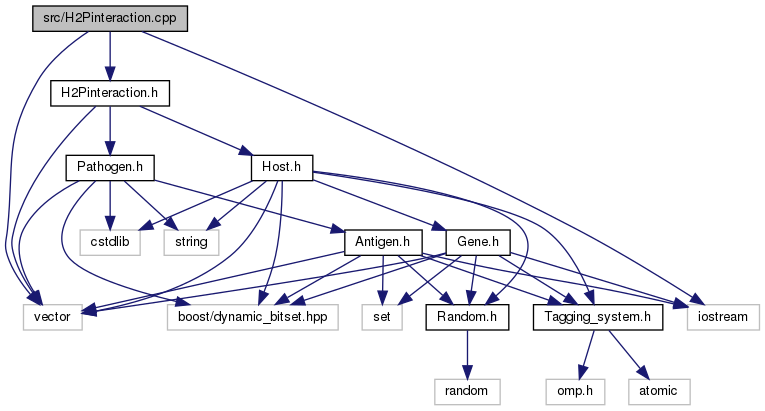 src/H2Pinteraction.cpp
H2Pinteraction.h
Pathogen.h
Host.h
cstdlib
string
Antigen.h
Gene.h
vector
boost/dynamic_bitset.hpp
set
Random.h
Tagging_system.h
iostream
random
omp.h
atomic